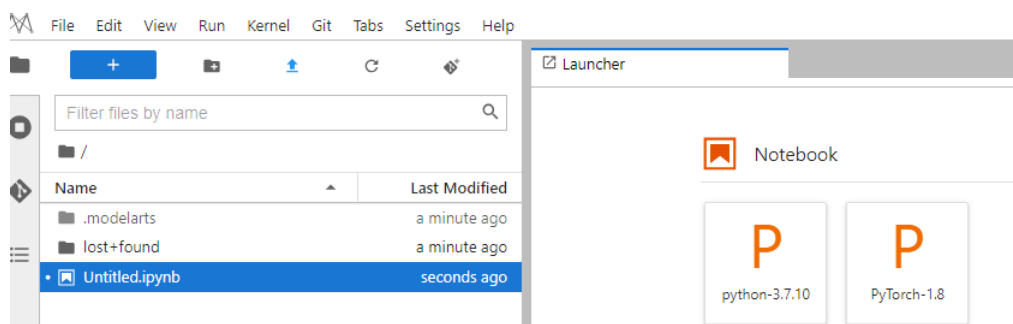 File Edit View Run Kernel Git Tabs Settings Help
+
Launcher
Filter files by name
/
Name Last Modified
.modelarts a minute ago
lost+found a minute ago
Untitled.ipynb seconds ago
Notebook
P P
python-3.7.10 PyTorch-1.8